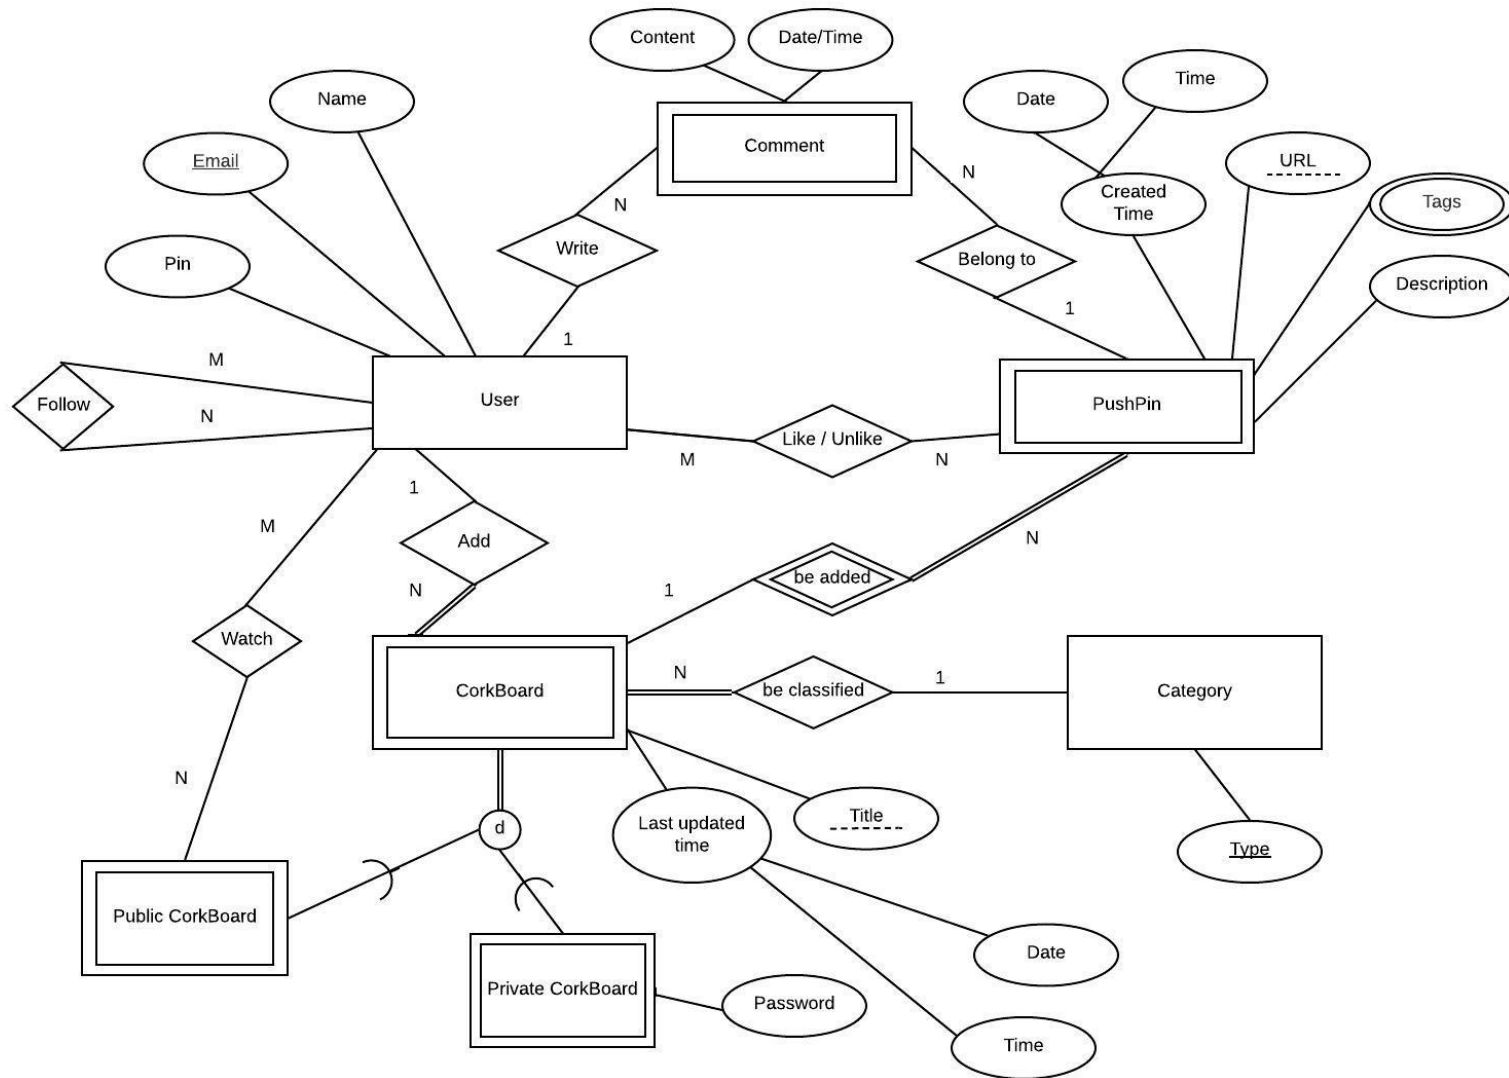 Content
Date/Time
Name
Time
Date
Comment
Email
URL
Created
Time
Tags
N
N
Write
Belong to
Pin
Description
1
1
M
Follow
N
User
PushPin
Like / Unlike
M
N
1
M
Add
N
N
be added
1
Watch
N
CorkBoard
be classified
1
Category
N
Title
Last updated
time
d
Type
Public CorkBoard
Date
Private CorkBoard
Password
Time